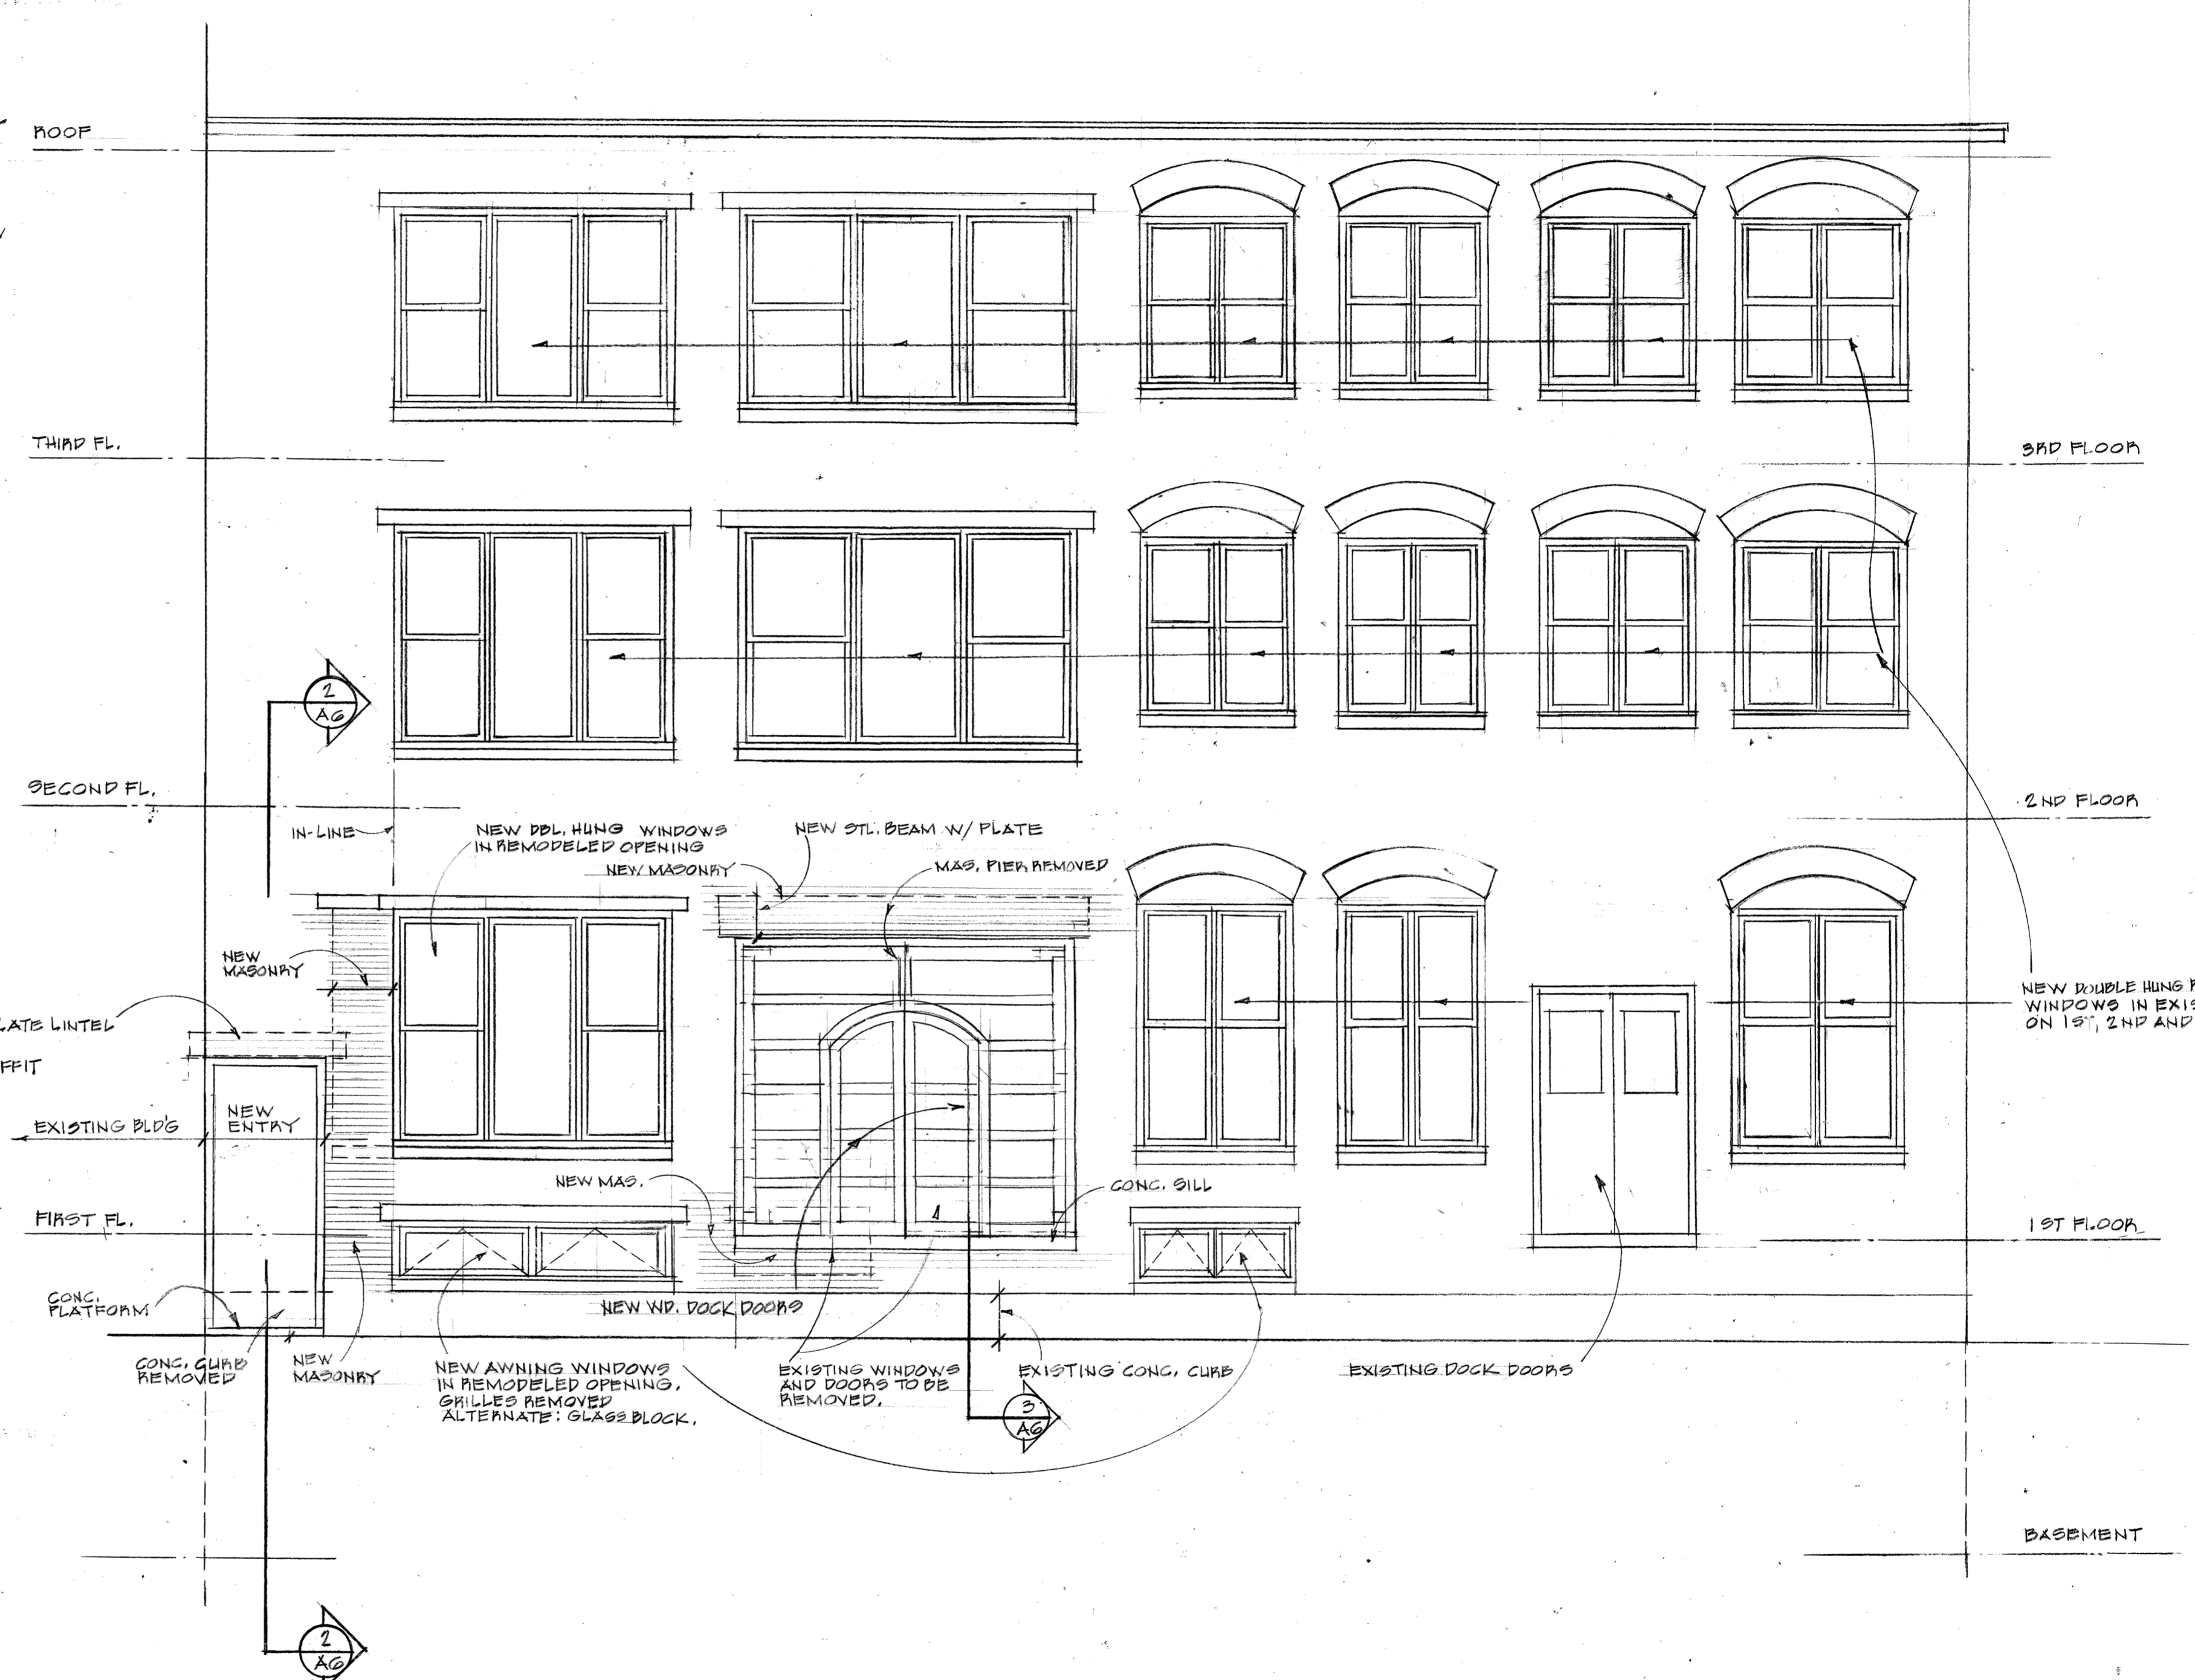 ROOF
THIRD FL.
3RD FLOOR
2
A6
SECOND FL.
2ND FLOOR
IN-LINE
NEW DBL. HUNG WINDOWS
IN REMODELED OPENING
NEW STL. BEAM W/ PLATE
NEW MASONRY
MAS. PIER REMOVED
NEW
MASONRY
NEW DOUBLE HUNG
WINDOWS IN
ON 1ST, 2ND AND
LINTEL
NEW
ENTRY
EXISTING BLD'G
NEW MAS.
CONC. SILL
FIRST FL.
1ST FLOOR
CONC.
PLATFORM
NEW WD. DOCK DOORS
CONC. CURB
REMOVED
NEW
MASONRY
NEW AWNING WINDOWS
IN REMODELED OPENING.
GRILLES REMOVED
ALTERNATE: GLASS BLOCK.
EXISTING WINDOWS
AND DOORS TO BE
REMOVED.
EXISTING CONC. CURB
EXISTING DOCK DOORS
3
A6
BASEMENT
2
A6